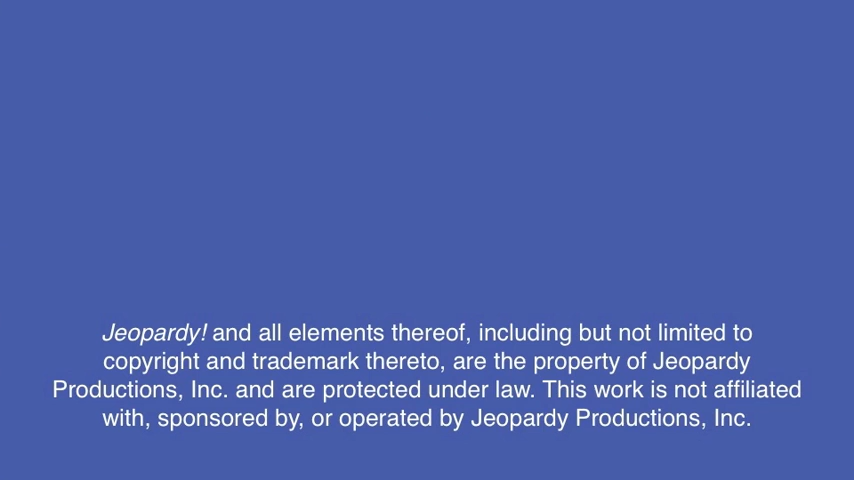 Jeopardy! and all elements thereof, including but not limited to
copyright and trademark thereto, are the property of Jeopardy
Productions, Inc. and are protected under law. This work is not affiliated
with, sponsored by, or operated by Jeopardy Productions, Inc.